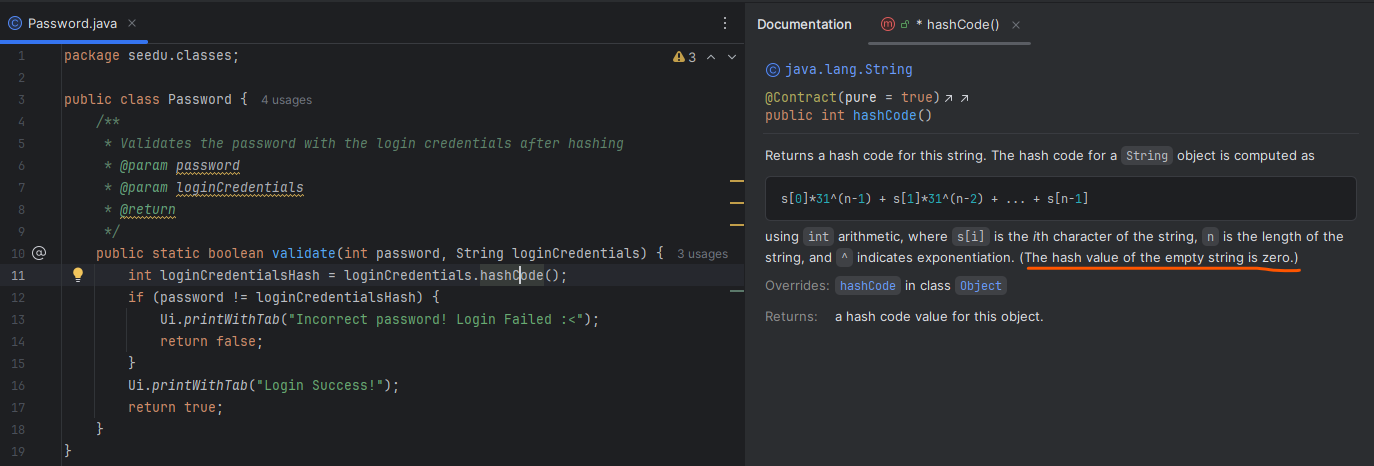 Password.java ×
1 package seedu.classes;
⚠ 3
2
3 public class Password { 4 usages
4 /**
5 * Validates the password with the login credentials after hashing
6 * @param password
7 * @param loginCredentials
8 * @return
9 */
10 public static boolean validate(int password, String loginCredentials) { 3 usages
11 int loginCredentialsHash = loginCredentials.hashCode();
12 if (password != loginCredentialsHash) {
13 Ui.printWithTab("Incorrect password! Login Failed :<");
14 return false;
15 }
16 Ui.printWithTab("Login Success!");
17 return true;
18 }
19 }
Documentation
m * hashCode() ×
C java.lang.String
@Contract(pure = true)↗ ↗
public int hashCode()
Returns a hash code for this string. The hash code for a String object is computed as
s[0]*31^(n-1) + s[1]*31^(n-2) + ... + s[n-1]
using int arithmetic, where s[i] is the ith character of the string, n is the length of the
string, and ^ indicates exponentiation. (The hash value of the empty string is zero.)
Overrides: hashCode in class Object
Returns: a hash code value for this object.